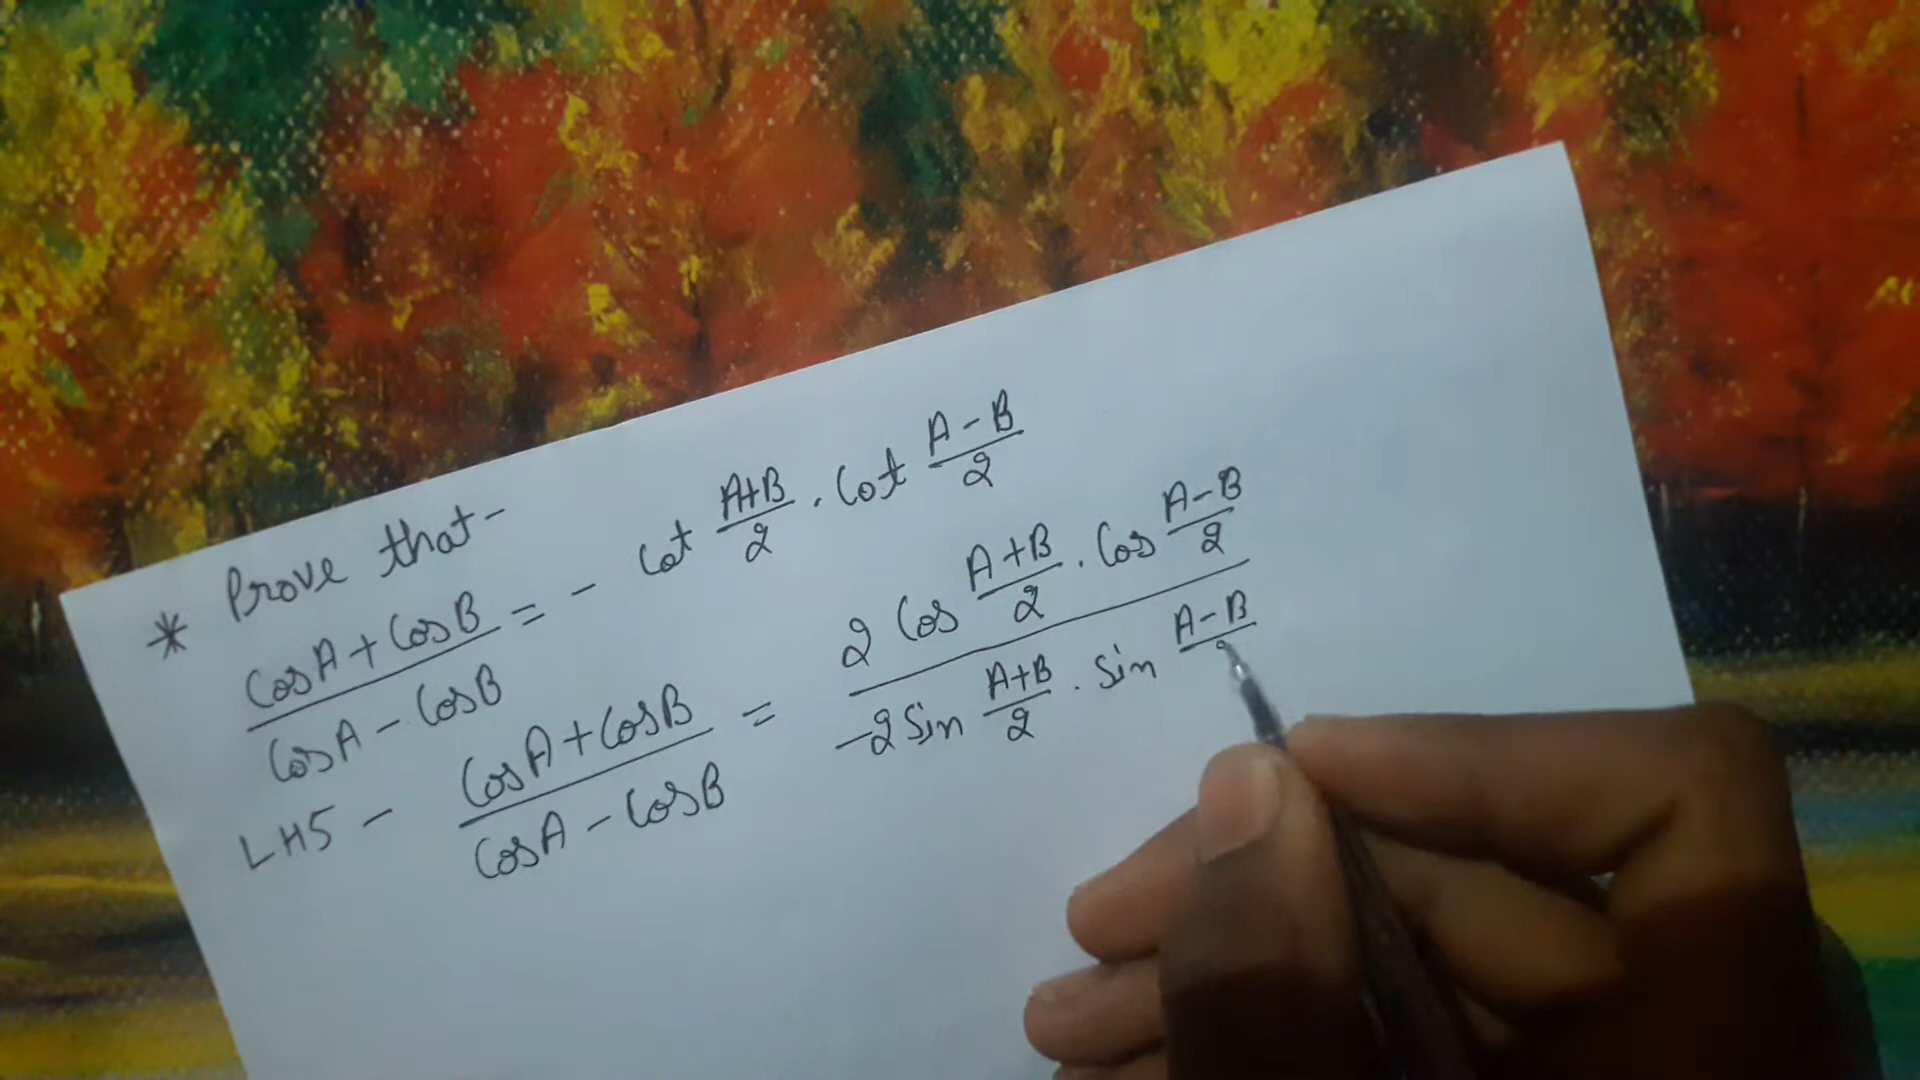 * Prove that-
CosA + CosB / CosA - CosB = - Cot A+B/2 . Cot A-B/2
LHS - CosA + CosB / CosA - CosB = 2 Cos A+B/2 . Cos A-B/2 / -2 Sin A+B/2 . Sin A-B/